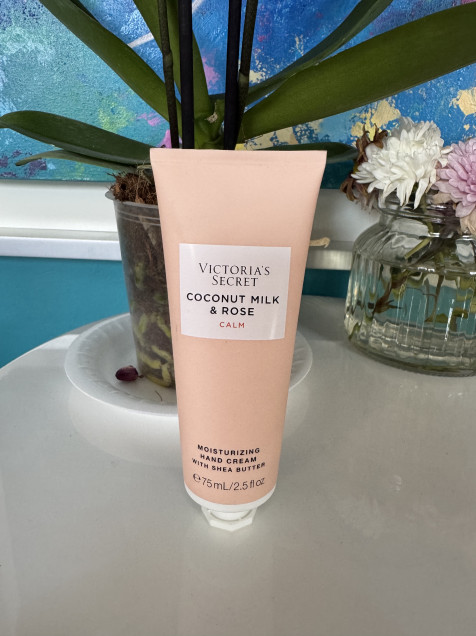 VICTORIA'S
SECRET
COCONUT MILK
& ROSE
CALM
MOISTURIZING
HAND CREAM
WITH SHEA BUTTER
℮75mL/2.5 fl oz